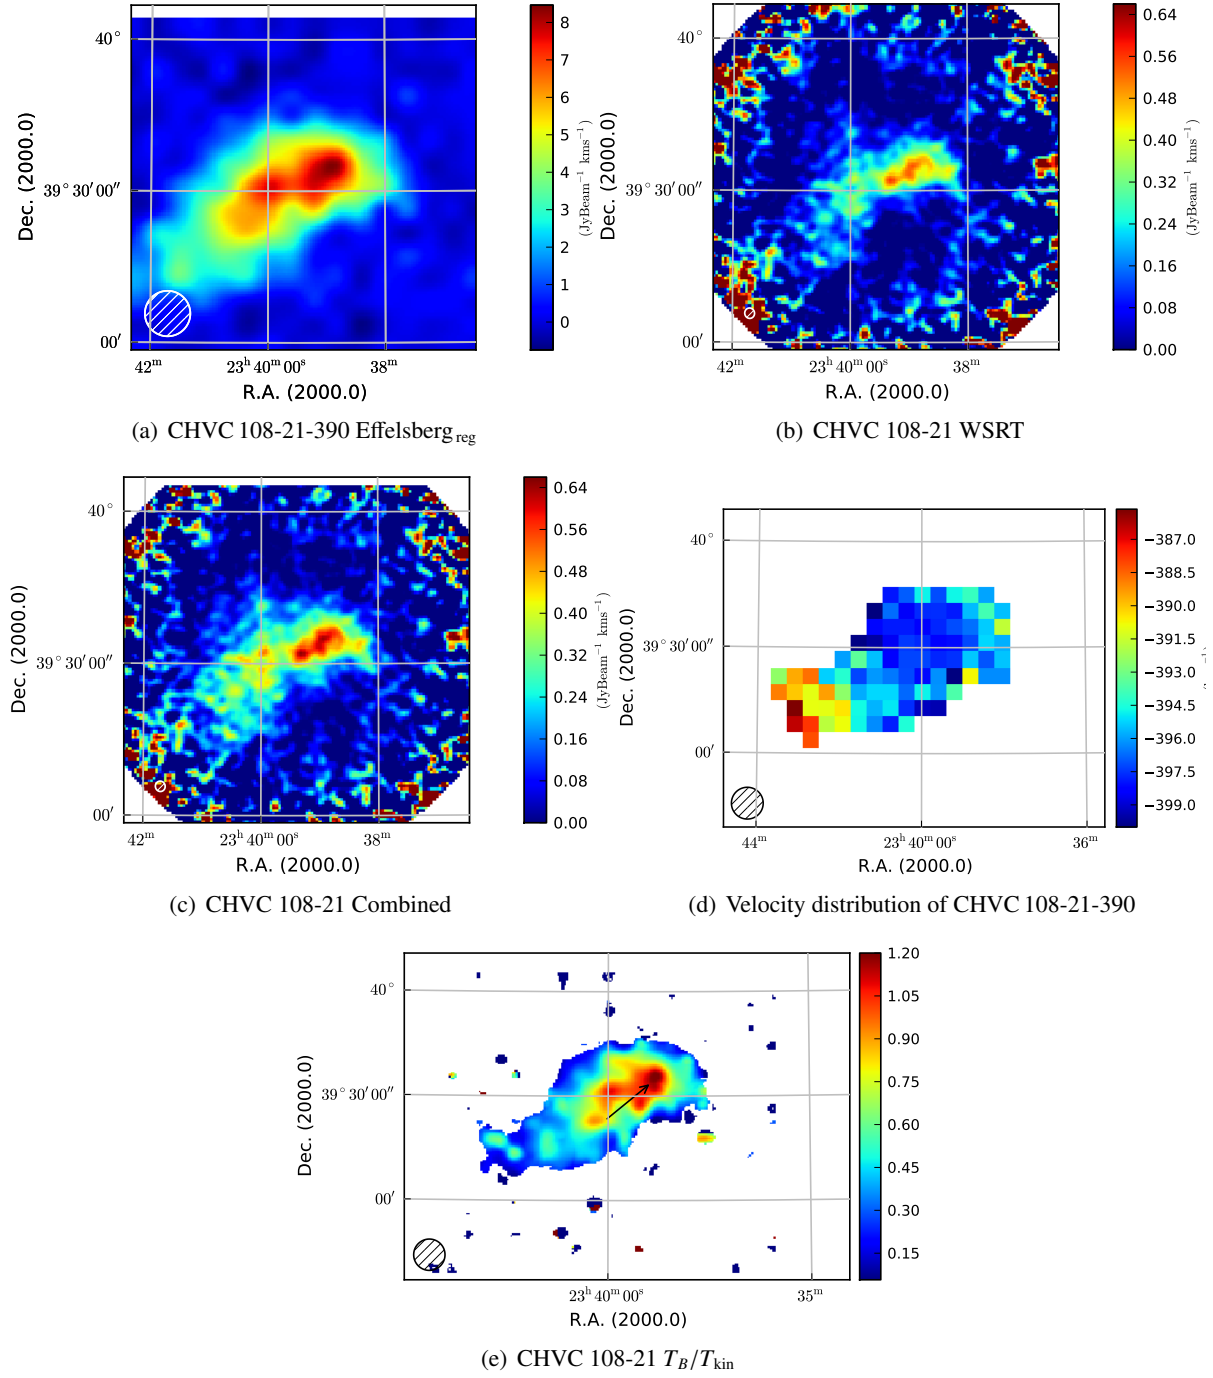 40°
39° 30′ 00″
00′
Dec. (2000.0)
42ᵐ
23ʰ 40ᵐ 00ˢ
38ᵐ
R.A. (2000.0)
8
7
6
5
4
3
2
1
0
(JyBeam⁻¹ kms⁻¹)
(a) CHVC 108-21-390 Effelsberg_reg
40°
39° 30′ 00″
00′
Dec. (2000.0)
42ᵐ
23ʰ 40ᵐ 00ˢ
38ᵐ
R.A. (2000.0)
0.64
0.56
0.48
0.40
0.32
0.24
0.16
0.08
0.00
(JyBeam⁻¹ kms⁻¹)
(b) CHVC 108-21 WSRT
40°
39° 30′ 00″
00′
Dec. (2000.0)
42ᵐ
23ʰ 40ᵐ 00ˢ
38ᵐ
R.A. (2000.0)
0.64
0.56
0.48
0.40
0.32
0.24
0.16
0.08
0.00
(JyBeam⁻¹ kms⁻¹)
(c) CHVC 108-21 Combined
40°
39° 30′ 00″
00′
Dec. (2000.0)
44ᵐ
23ʰ 40ᵐ 00ˢ
36ᵐ
R.A. (2000.0)
−387.0
−388.5
−390.0
−391.5
−393.0
−394.5
−396.0
−397.5
−399.0
(d) Velocity distribution of CHVC 108-21-390
40°
39° 30′ 00″
00′
Dec. (2000.0)
23ʰ 40ᵐ 00ˢ
35ᵐ
R.A. (2000.0)
1.20
1.05
0.90
0.75
0.60
0.45
0.30
0.15
(e) CHVC 108-21 T_B/T_kin